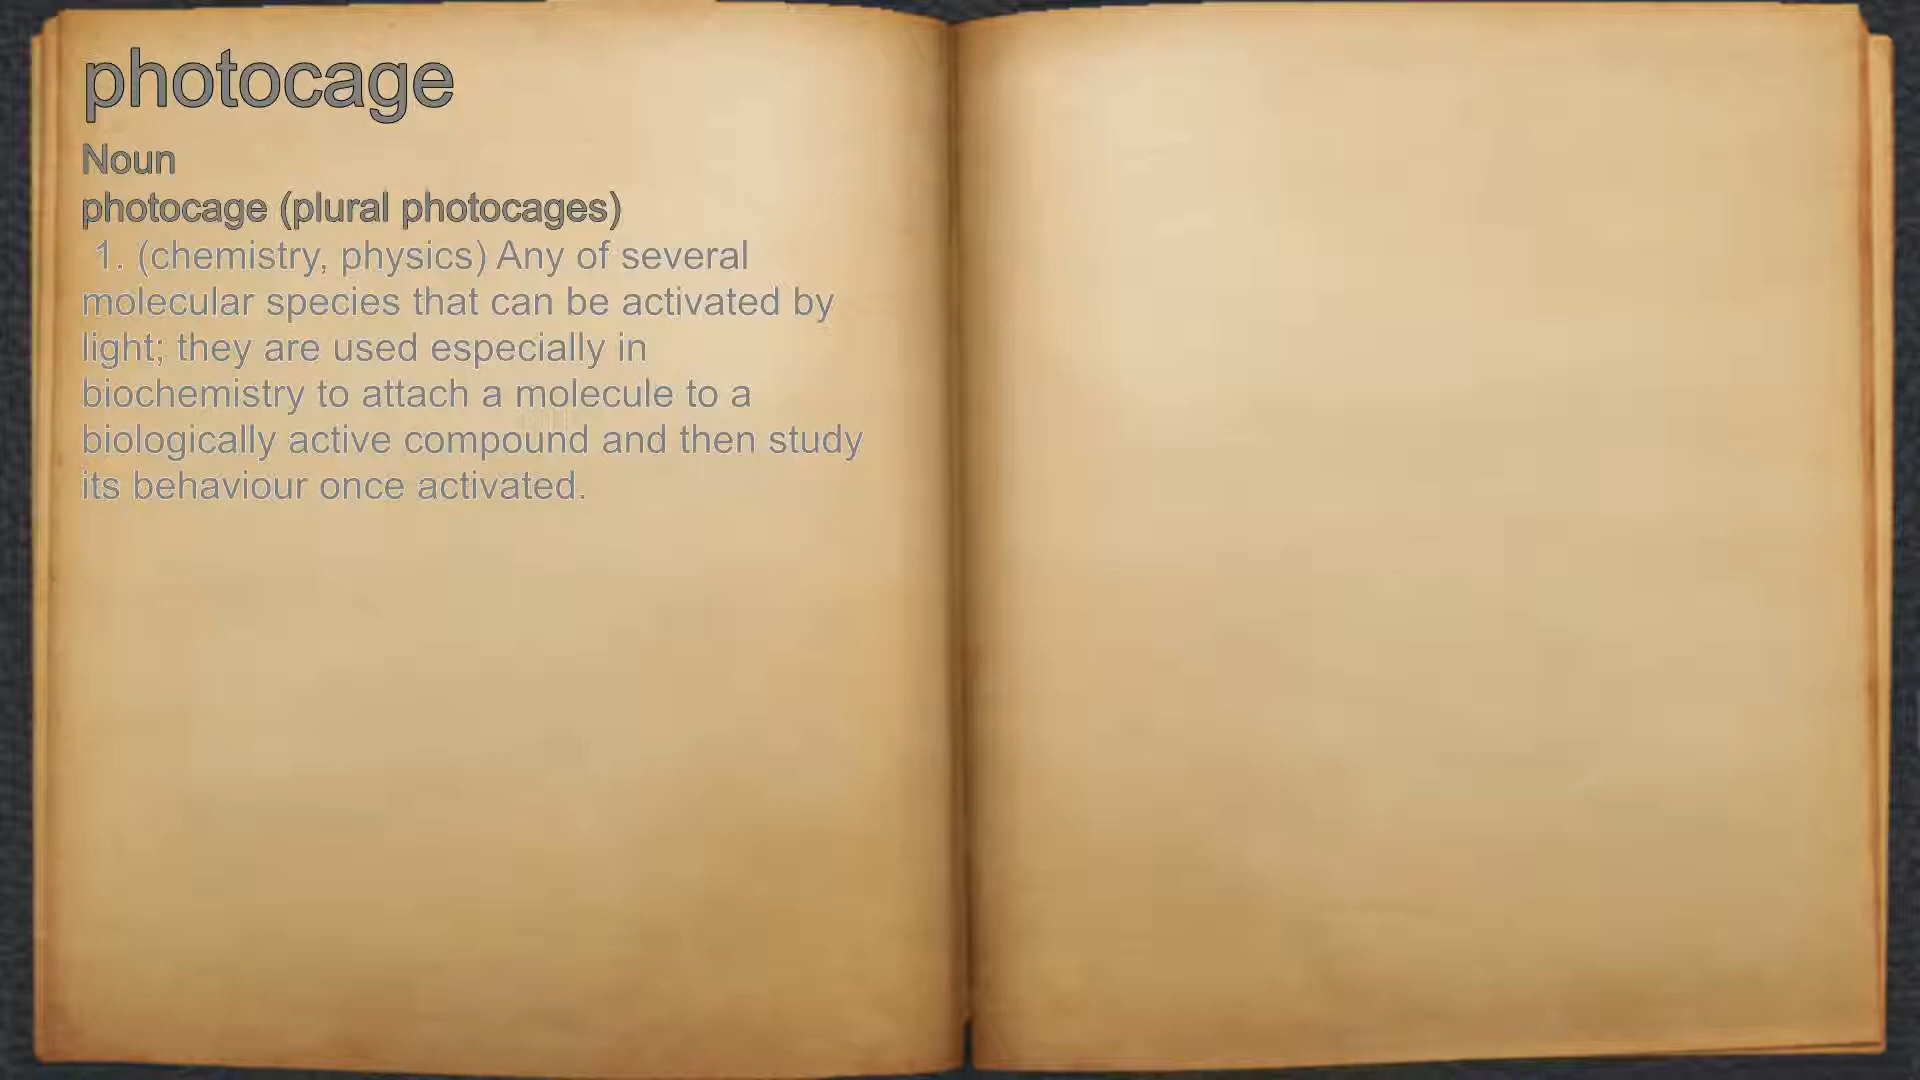 photocage
Noun
photocage (plural photocages)
1. (chemistry, physics) Any of several
molecular species that can be activated by
light; they are used especially in
biochemistry to attach a molecule to a
biologically active compound and then study
its behaviour once activated.